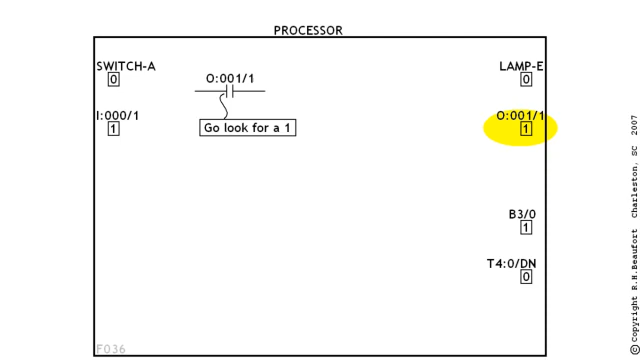 PROCESSOR
SWITCH-A
0
O:001/1
LAMP-E
0
I:000/1
1
Go look for a 1
O:001/1
1
B3/0
1
T4:0/DN
0
F036
© Copyright R.H.Beaufort Charleston, SC 2007